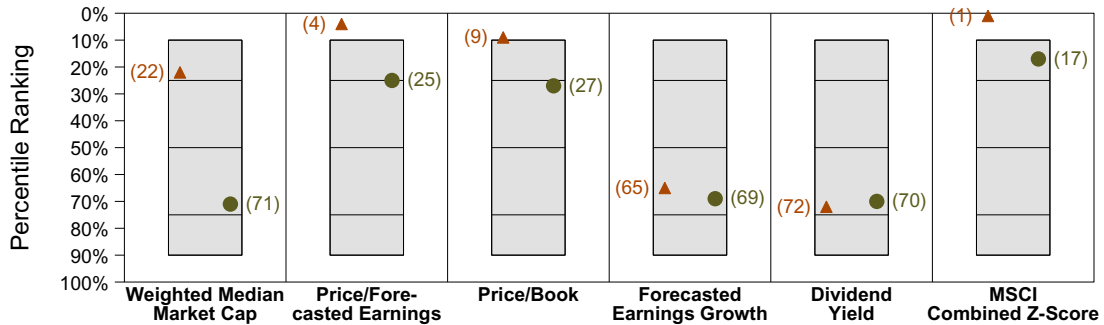 Percentile Ranking
0%
10%
20%
30%
40%
50%
60%
70%
80%
90%
100%
(22)
(71)
(4)
(25)
(9)
(27)
(65)
(69)
(72)
(70)
(1)
(17)
Weighted Median
Market Cap
Price/Fore-
casted Earnings
Price/Book
Forecasted
Earnings Growth
Dividend
Yield
MSCI
Combined Z-Score